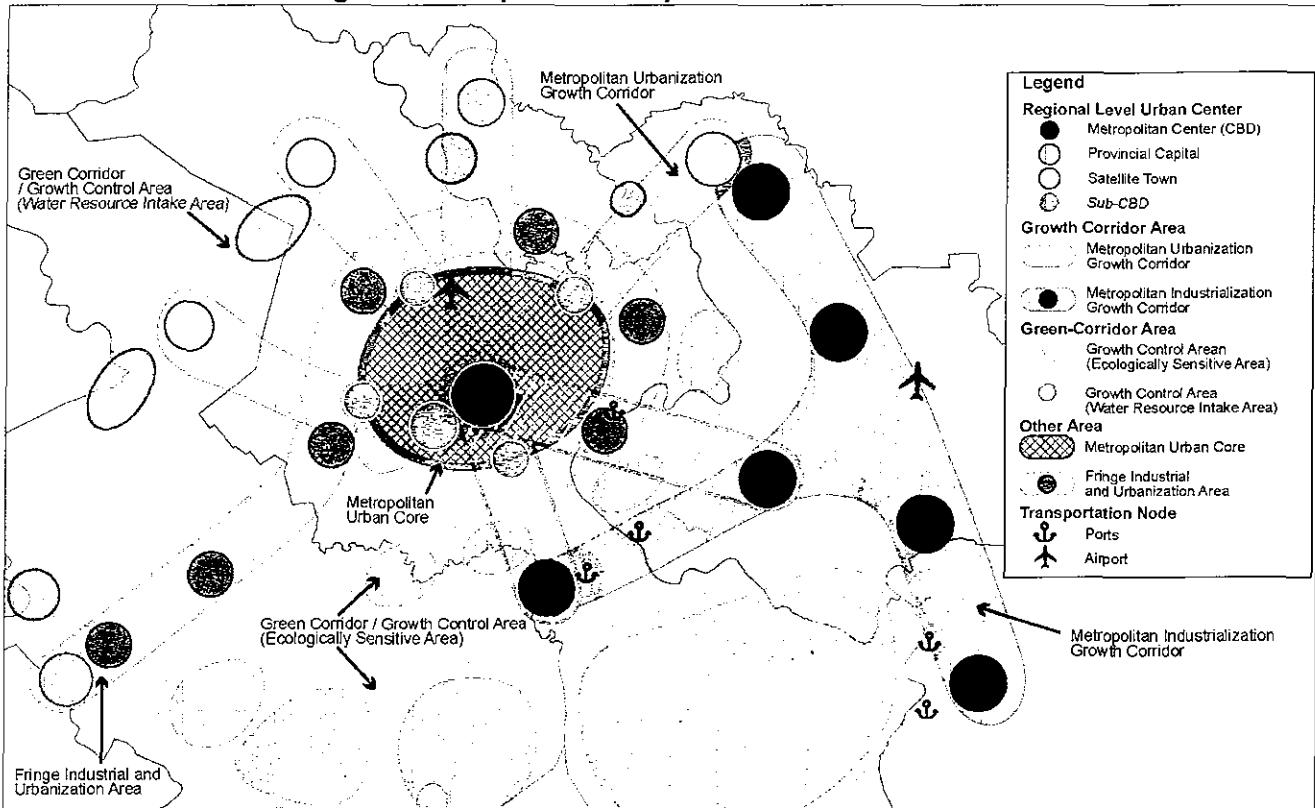 Metropolitan Urbanization
Growth Corridor
Green Corridor
/ Growth Control Area
(Water Resource Intake Area)
Metropolitan
Urban Core
Green Corridor / Growth Control Area
(Ecologically Sensitive Area)
Metropolitan Industrialization
Growth Corridor
Fringe Industrial and
Urbanization Area
Legend
Regional Level Urban Center
Metropolitan Center (CBD)
Provincial Capital
Satellite Town
Sub-CBD
Growth Corridor Area
Metropolitan Urbanization
Growth Corridor
Metropolitan Industrialization
Growth Corridor
Green-Corridor Area
Growth Control Arean
(Ecologically Sensitive Area)
Growth Control Area
(Water Resource Intake Area)
Other Area
Metropolitan Urban Core
Fringe Industrial
and Urbanization Area
Transportation Node
Ports
Airport